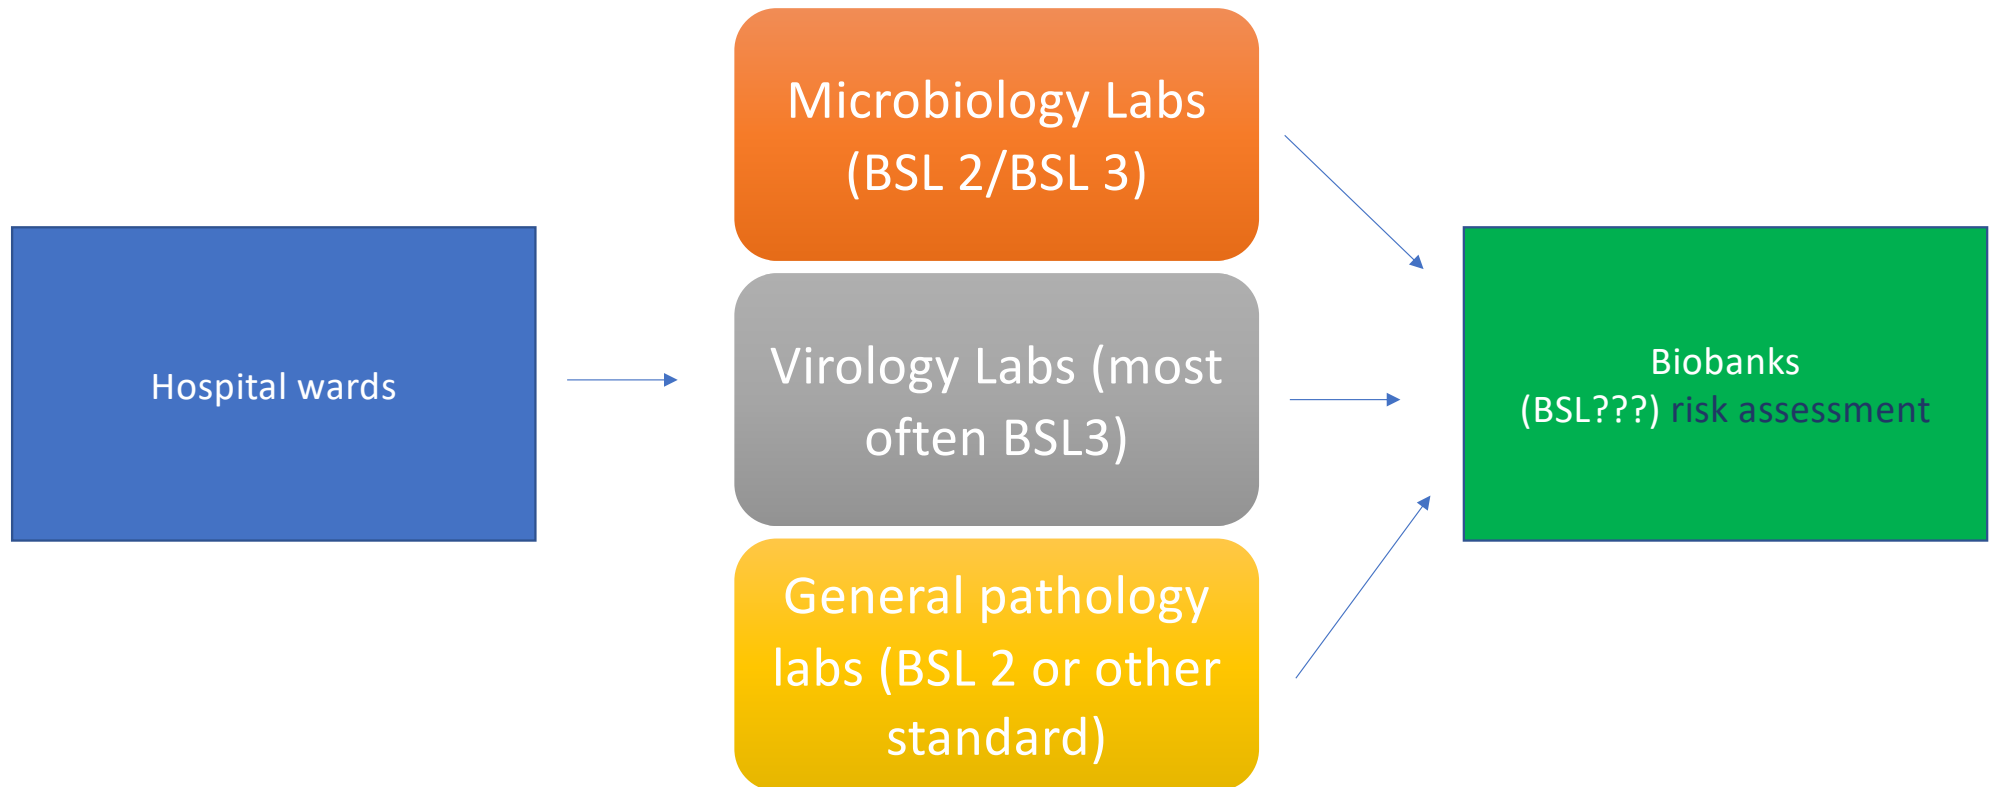 Hospital wards
Microbiology Labs
(BSL 2/BSL 3)
Virology Labs (most
often BSL3)
General pathology
labs (BSL 2 or other
standard)
Biobanks
(BSL???) risk assessment